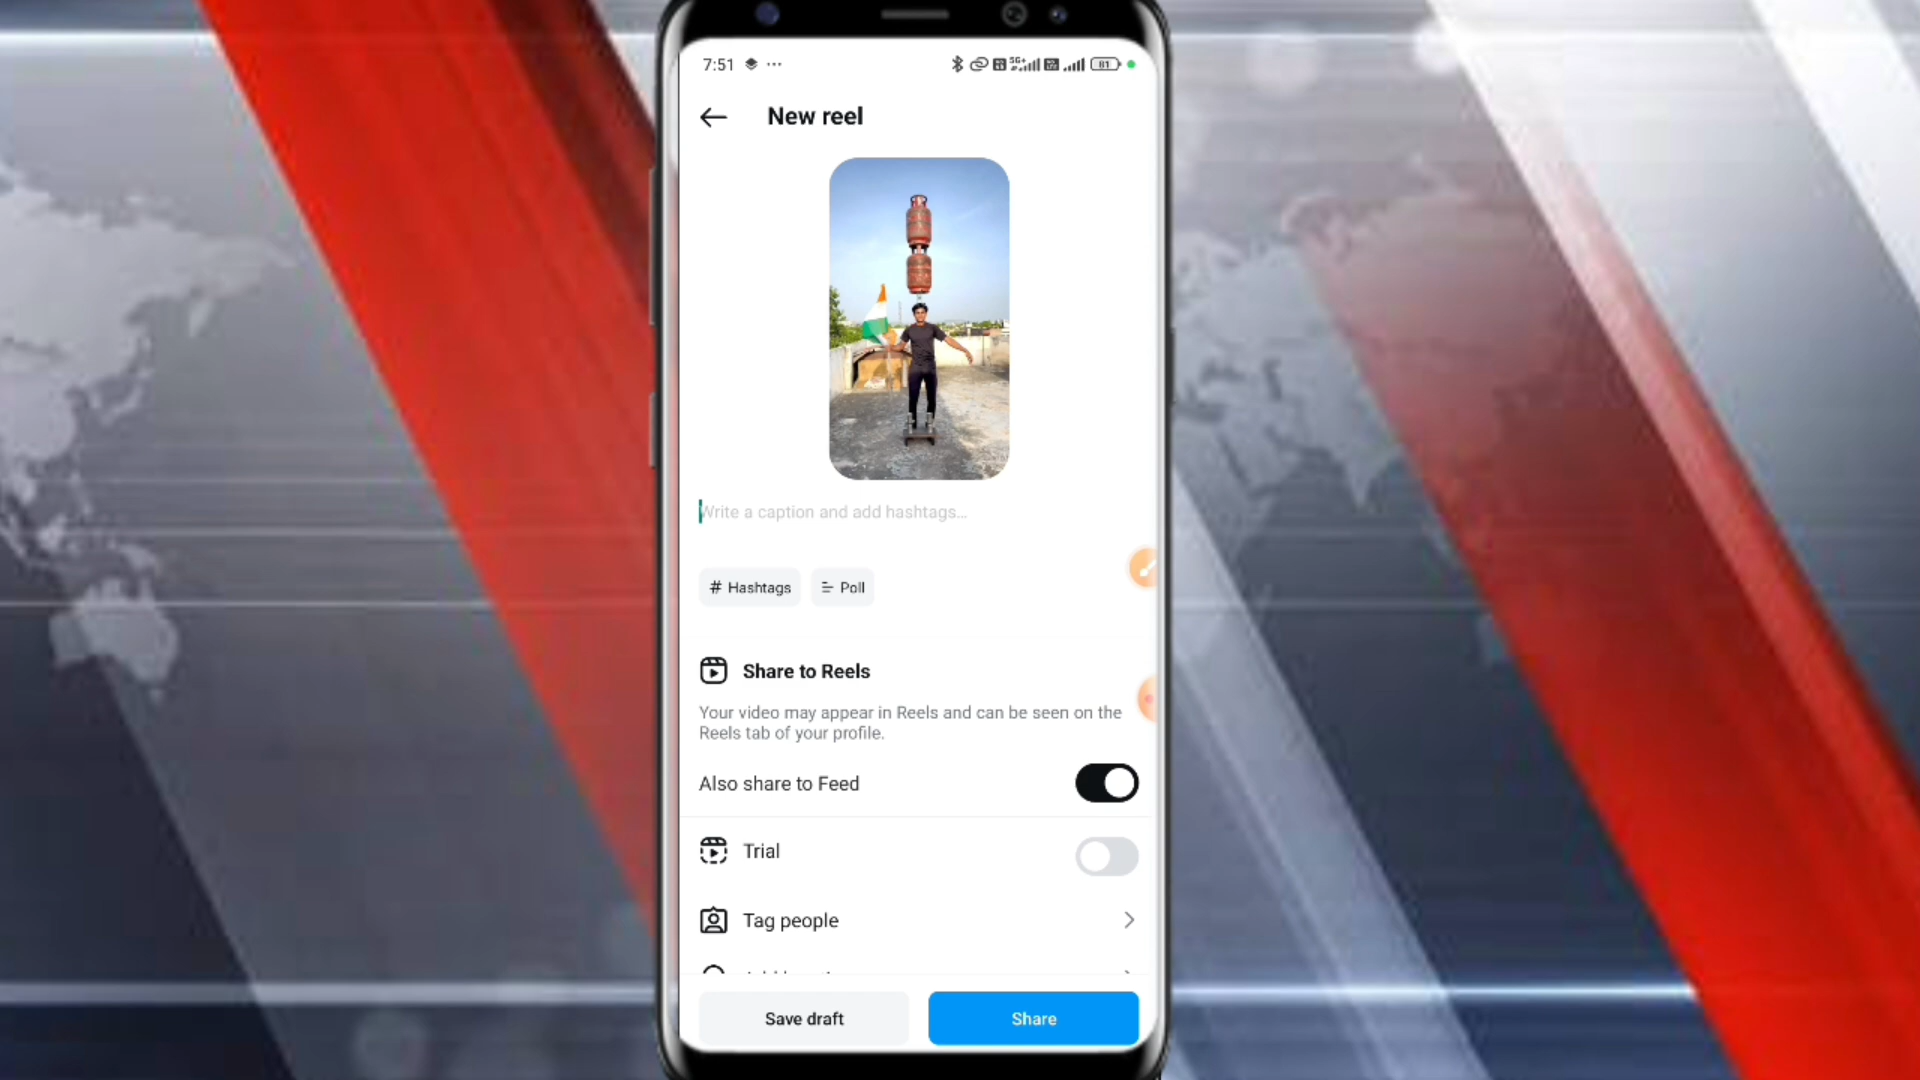 7:51
81
New reel
Write a caption and add hashtags...
# Hashtags
Poll
Share to Reels
Your video may appear in Reels and can be seen on the
Reels tab of your profile.
Also share to Feed
Trial
Tag people
Save draft
Share